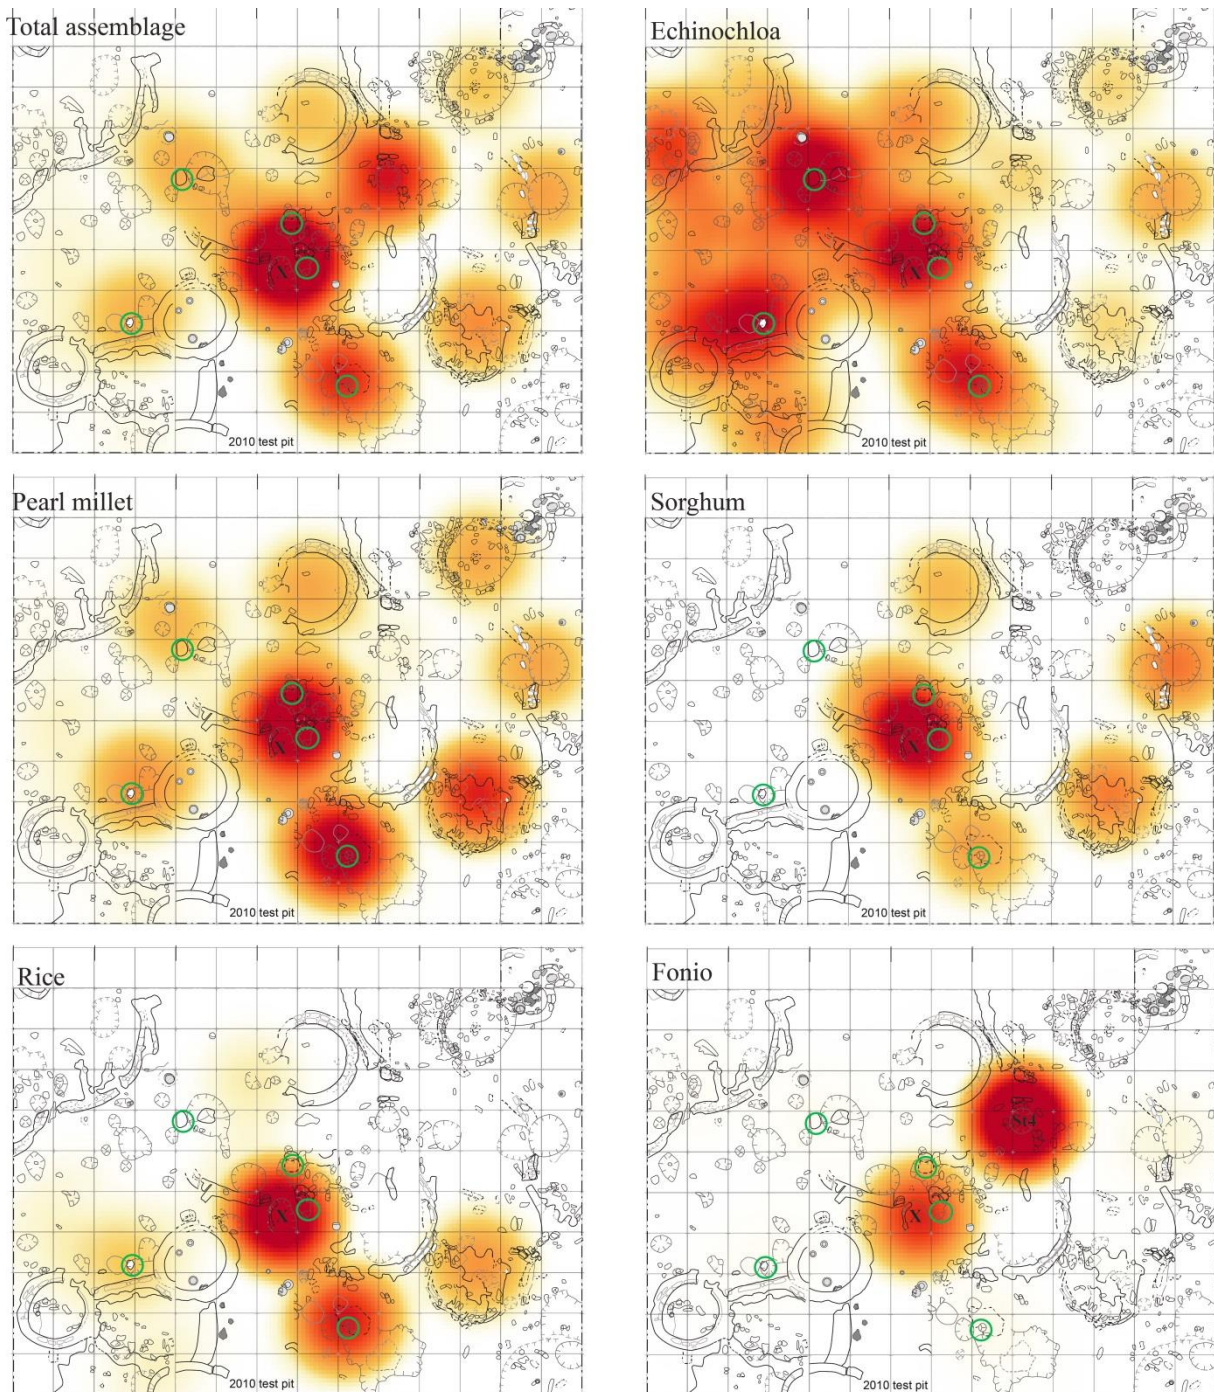 Total assemblage
X
2010 test pit
Echinochloa
X
2010 test pit
Pearl millet
X
2010 test pit
Sorghum
X
2010 test pit
Rice
X
2010 test pit
Fonio
St4
X
2010 test pit